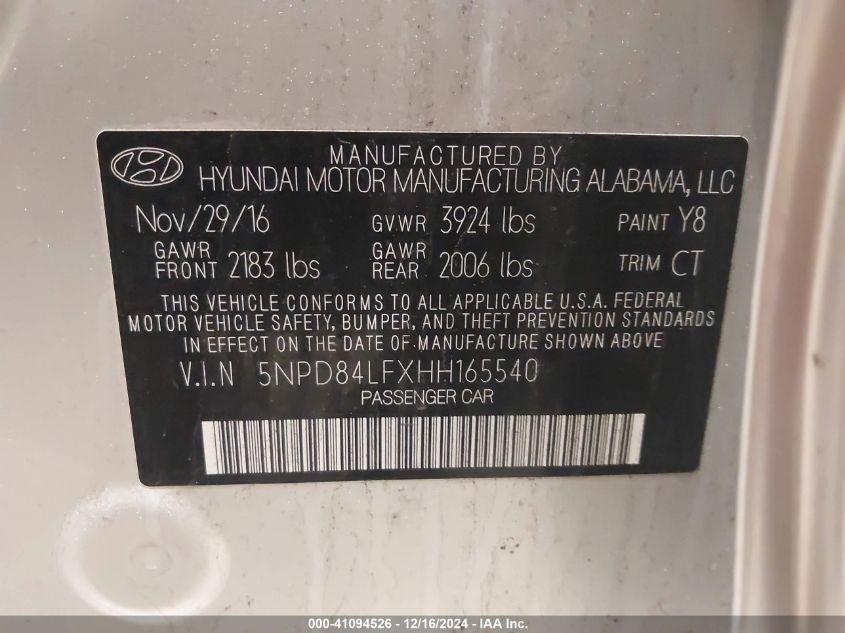 MANUFACTURED BY
HYUNDAI MOTOR MANUFACTURING ALABAMA, LLC
Nov/29/16 GVWR 3924 lbs PAINT Y8
GAWR FRONT 2183 lbs GAWR REAR 2006 lbs TRIM CT
THIS VEHICLE CONFORMS TO ALL APPLICABLE U.S.A. FEDERAL
MOTOR VEHICLE SAFETY, BUMPER, AND THEFT PREVENTION STANDARDS
IN EFFECT ON THE DATE OF MANUFACTURE SHOWN ABOVE
V.I.N 5NPD84LFXHH165540
PASSENGER CAR
000-41094526 - 12/16/2024 - IAA Inc.